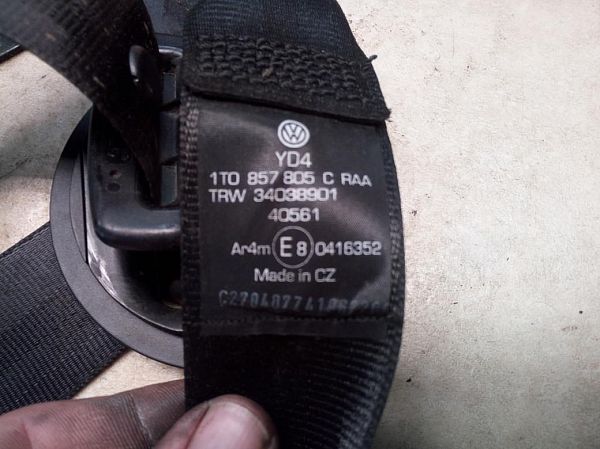 YD4
1T0 857 805 C RAA
TRW 34038901
40561
Ar4m E8 0416352
Made in CZ